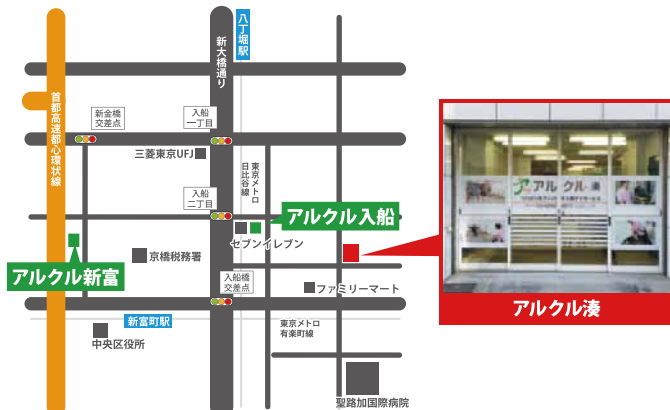 八丁堀駅
新大橋通り
首都高速都心環状線
新金橋
交差点
入船
一丁目
三菱東京UFJ
東京メトロ
日比谷線
入船
二丁目
アルクル入船
セブンイレブン
京橋税務署
アルクル新富
入船橋
交差点
ファミリーマート
新富町駅
中央区役所
東京メトロ
有楽町線
聖路加国際病院
アルクル湊
アルクル湊